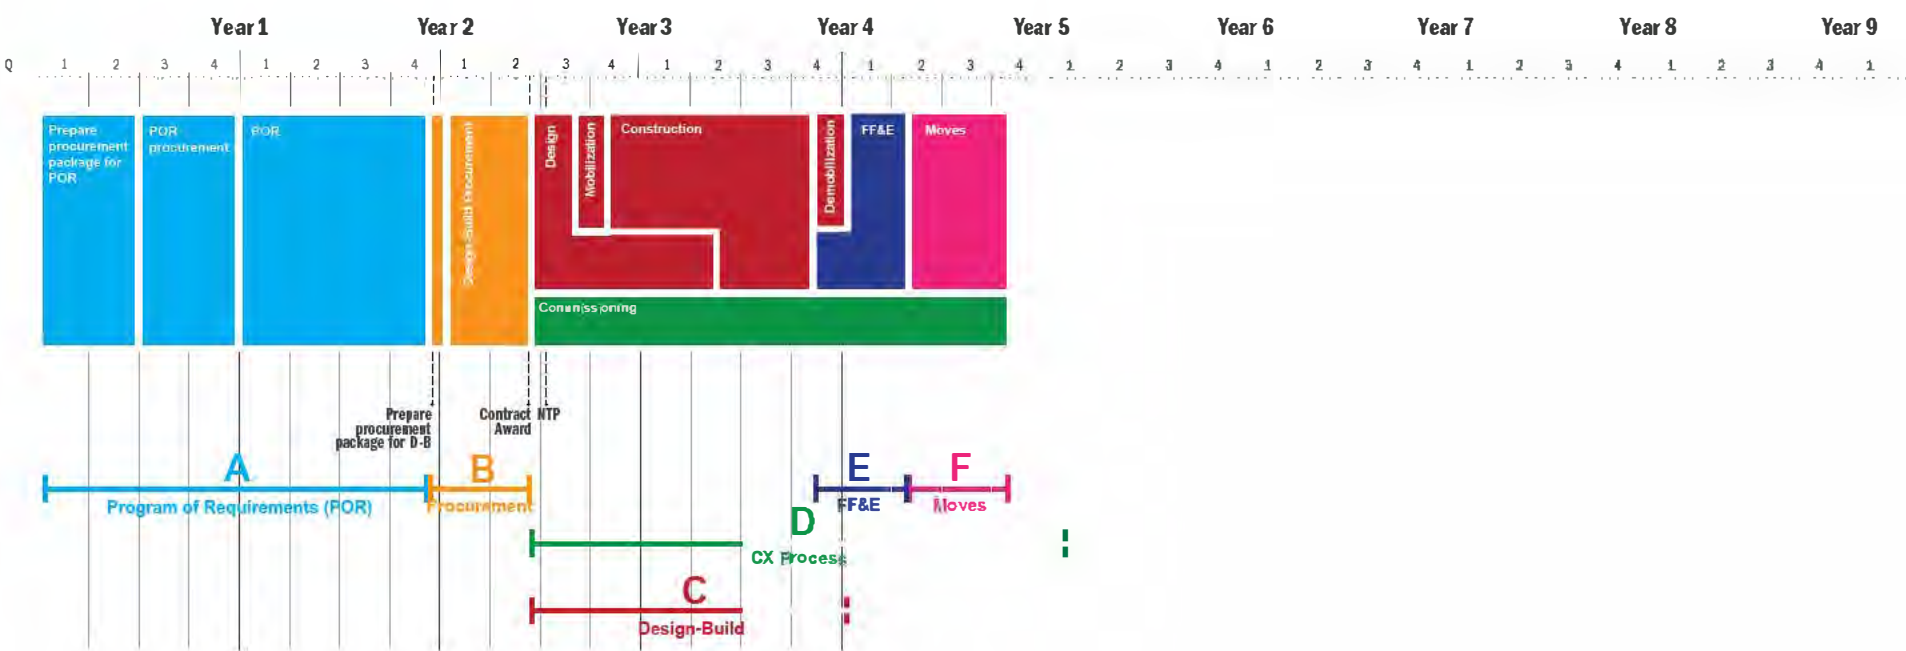 Year 1 Year 2 Year 3 Year 4 Year 5 Year 6 Year 7 Year 8 Year 9
Q 1 2 3 4 1 2 3 4 1 2 3 4 1 2 3 4 1 2 3 4 1 2 3 4 1 2 3 4 1 2 3 4 1 2 3 4 1
Prepare
procurement
package for
POR
POR
procurement
POR
Design-build procurement
Design
Mobilization
Construction
Demobilization
FF&E
Moves
Commissioning
Prepare
procurement
package for D-B
Contract
Award
NTP
A
Program of Requirements (POR)
B
Procurement
E
FF&E
F
Moves
D
CX Process
C
Design-Build